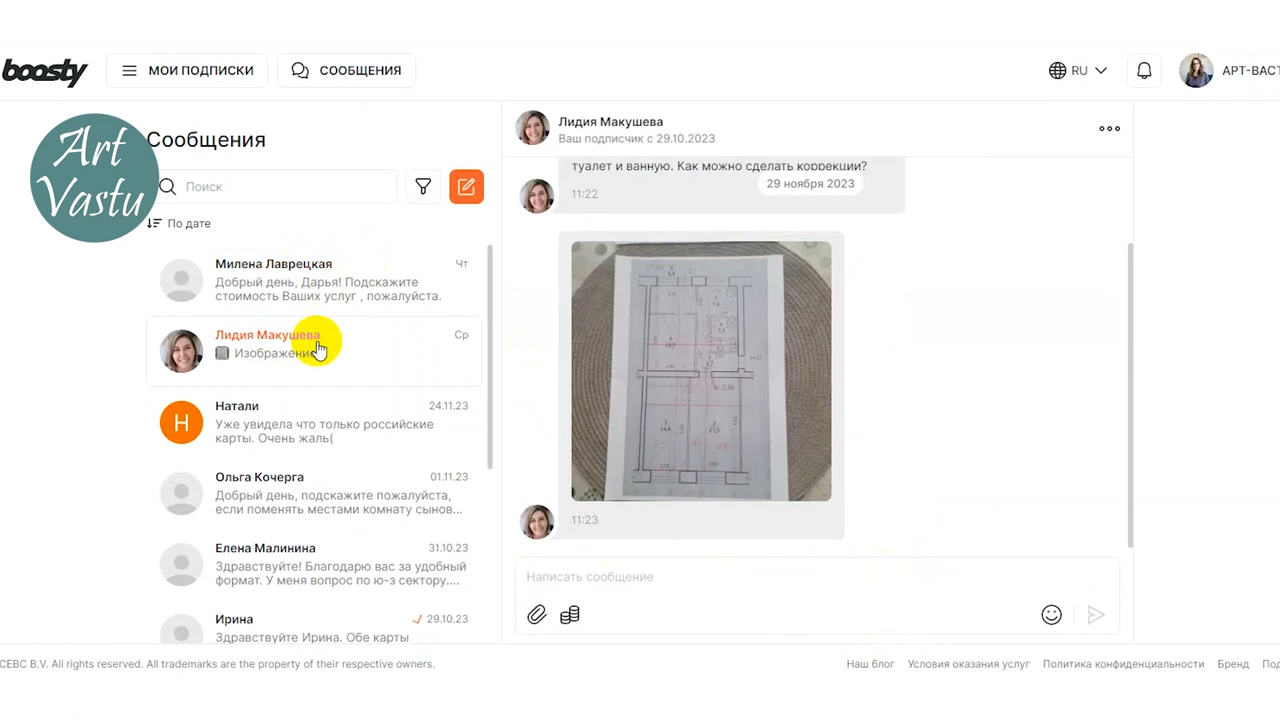 boosty
МОИ ПОДПИСКИ
СООБЩЕНИЯ
RU
АРТ-ВАСТ
Art
Vastu
Сообщения
Поиск
По дате
Милена Лаврецкая
Чт
Добрый день, Дарья! Подскажите
стоимость Ваших услуг , пожалуйста.
Лидия Макушева
Ср
Изображение
Н
Натали
24.11.23
Уже увидела что только российские
карты. Очень жаль(
Ольга Кочерга
01.11.23
Добрый день, подскажите пожалуйста,
если поменять местами комнату сынов...
Елена Малинина
31.10.23
Здравствуйте! Благодарю вас за удобный
формат. У меня вопрос по ю-з сектору....
Ирина
29.10.23
Здравствуйте Ирина. Обе карты
Лидия Макушева
Ваш подписчик с 29.10.2023
туалет и ванную. Как можно сделать коррекции?
29 ноября 2023
11:22
11:23
Написать сообщение
CEBC B.V. All rights reserved. All trademarks are the property of their respective owners.
Наш блог
Условия оказания услуг
Политика конфиденциальности
Бренд
Под